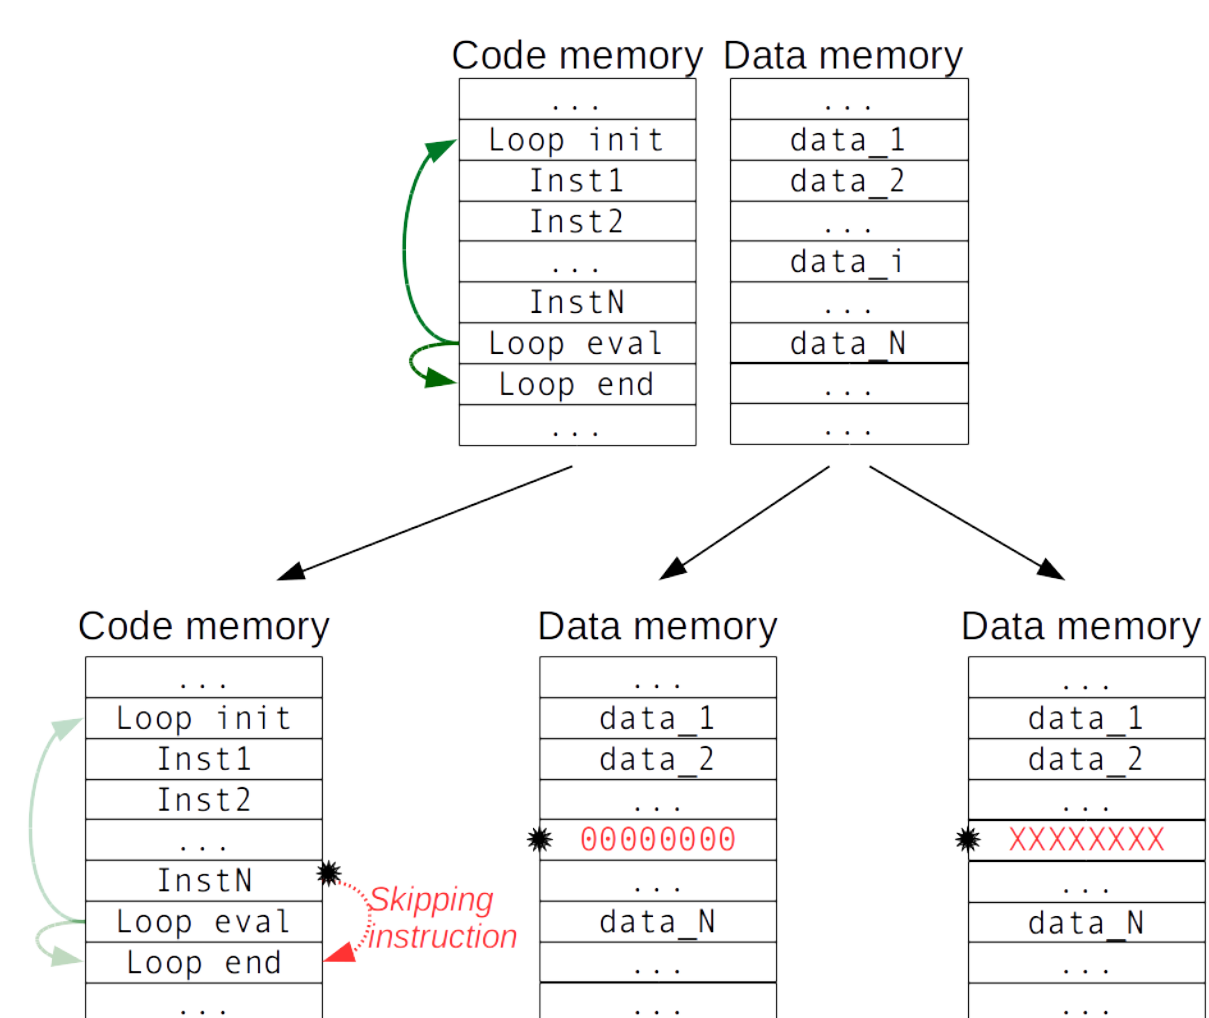 Code memory Data memory
... ...
Loop init data_1
Inst1 data_2
Inst2 ...
... data_i
InstN ...
Loop eval data_N
Loop end ...
... ...
Code memory Data memory Data memory
... ... ...
Loop init data_1 data_1
Inst1 data_2 data_2
Inst2 ... ...
... 00000000 XXXXXXXX
InstN ... ...
Skipping
Loop eval data_N data_N
instruction
Loop end ... ...
... ... ...